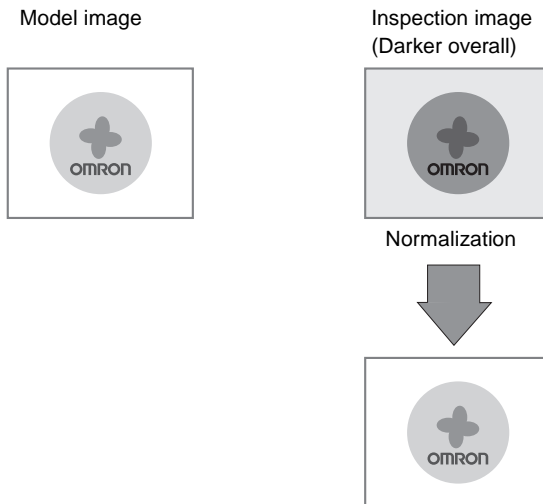 Model image
OMRON
Inspection image
(Darker overall)
OMRON
Normalization
OMRON